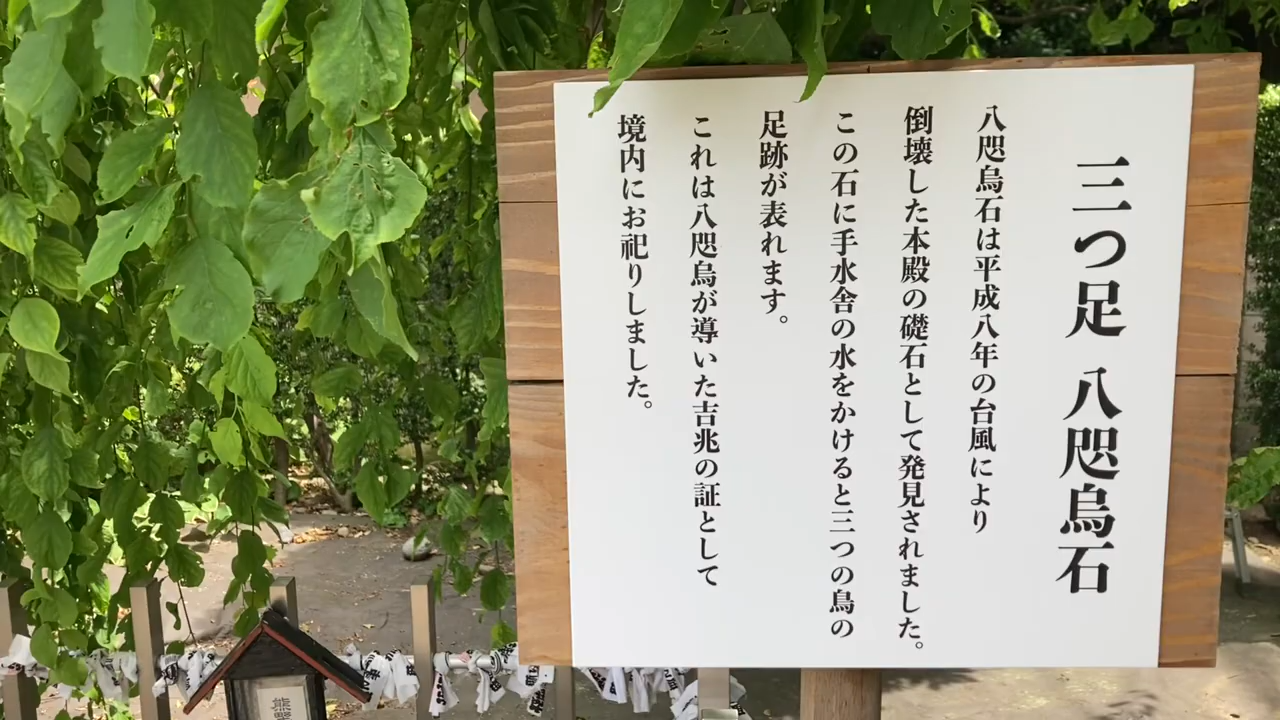 三つ足 八咫烏石
八咫烏石は平成八年の台風により
倒壊した本殿の礎石として発見されました。
この石に手水舎の水をかけると三つの鳥の
足跡が表れます。
これは八咫烏が導いた吉兆の証として
境内にお祀りしました。
熊野